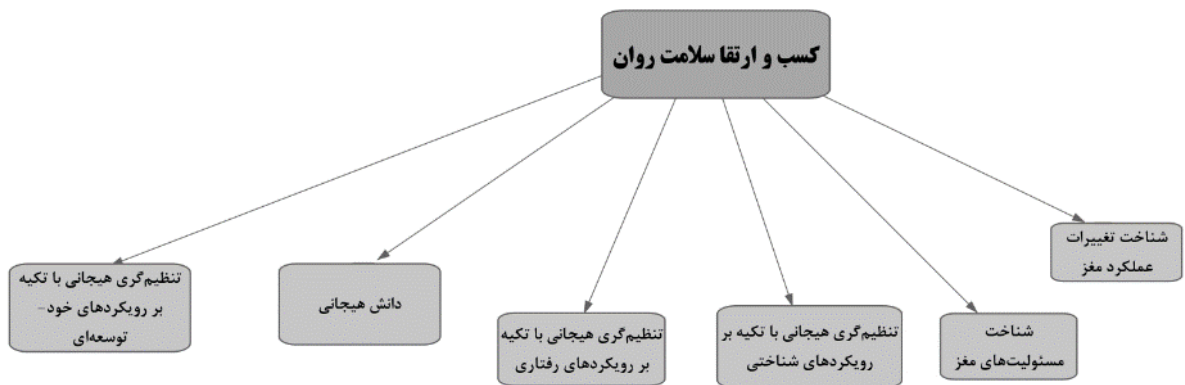 کسب و ارتقا سلامت روان
شناخت تغییرات
عملکرد مغز
شناخت
مسئولیت‌های مغز
تنظیم‌گری هیجانی با تکیه بر
رویکردهای شناختی
تنظیم‌گری هیجانی با تکیه
بر رویکردهای رفتاری
دانش هیجانی
تنظیم‌گری هیجانی با تکیه
بر رویکردهای خود-
توسعه‌ای